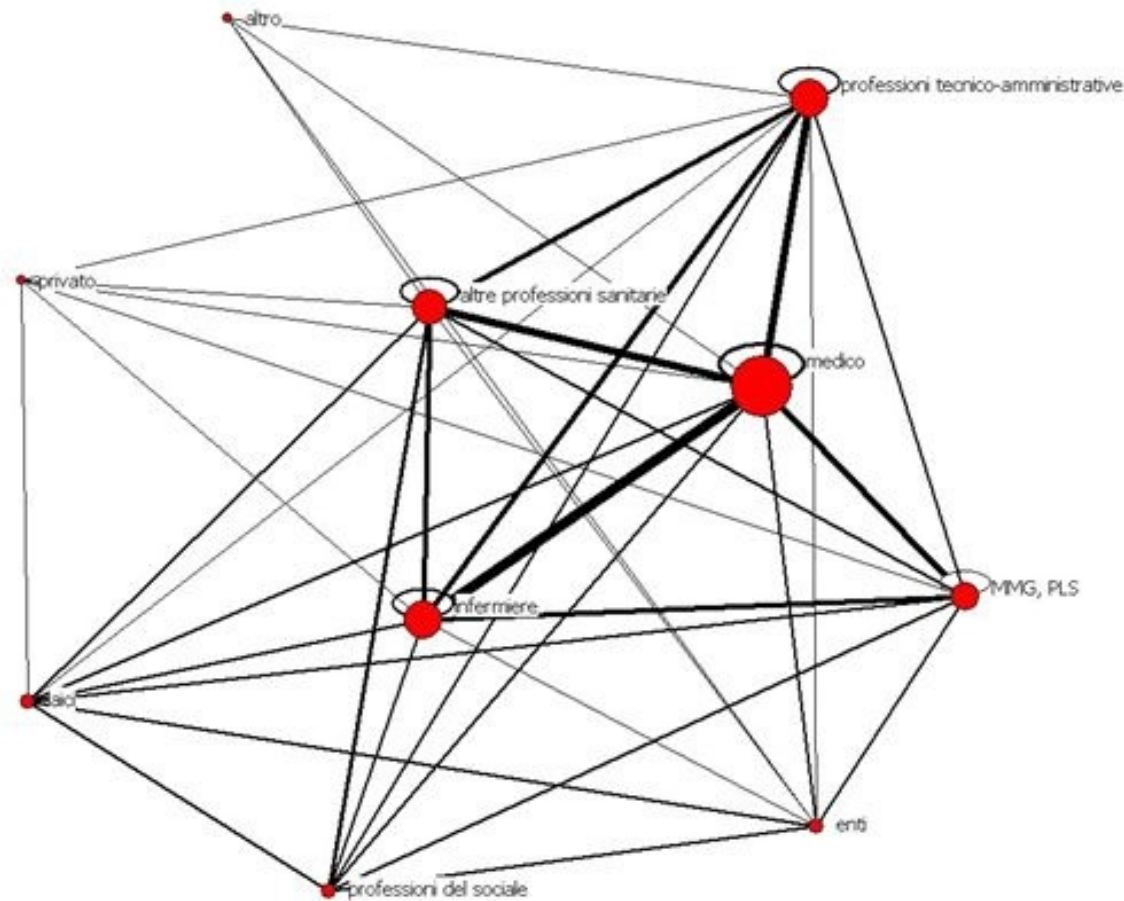 altro
professioni tecnico-amministrative
privato
altre professioni sanitarie
medico
MMG, PLS
infermiere
laici
enti
professioni del sociale